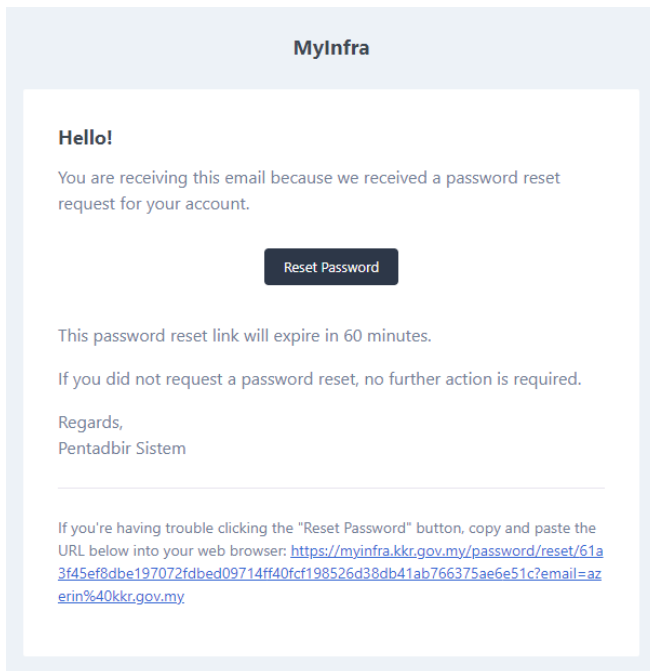 MyInfra
Hello!
You are receiving this email because we received a password reset
request for your account.
Reset Password
This password reset link will expire in 60 minutes.
If you did not request a password reset, no further action is required.
Regards,
Pentadbir Sistem
If you're having trouble clicking the "Reset Password" button, copy and paste the
URL below into your web browser: https://myinfra.kkr.gov.my/password/reset/61a
3f45ef8dbe197072fdbed09714ff40fcf198526d38db41ab766375ae6e51c?email=az
erin%40kkr.gov.my